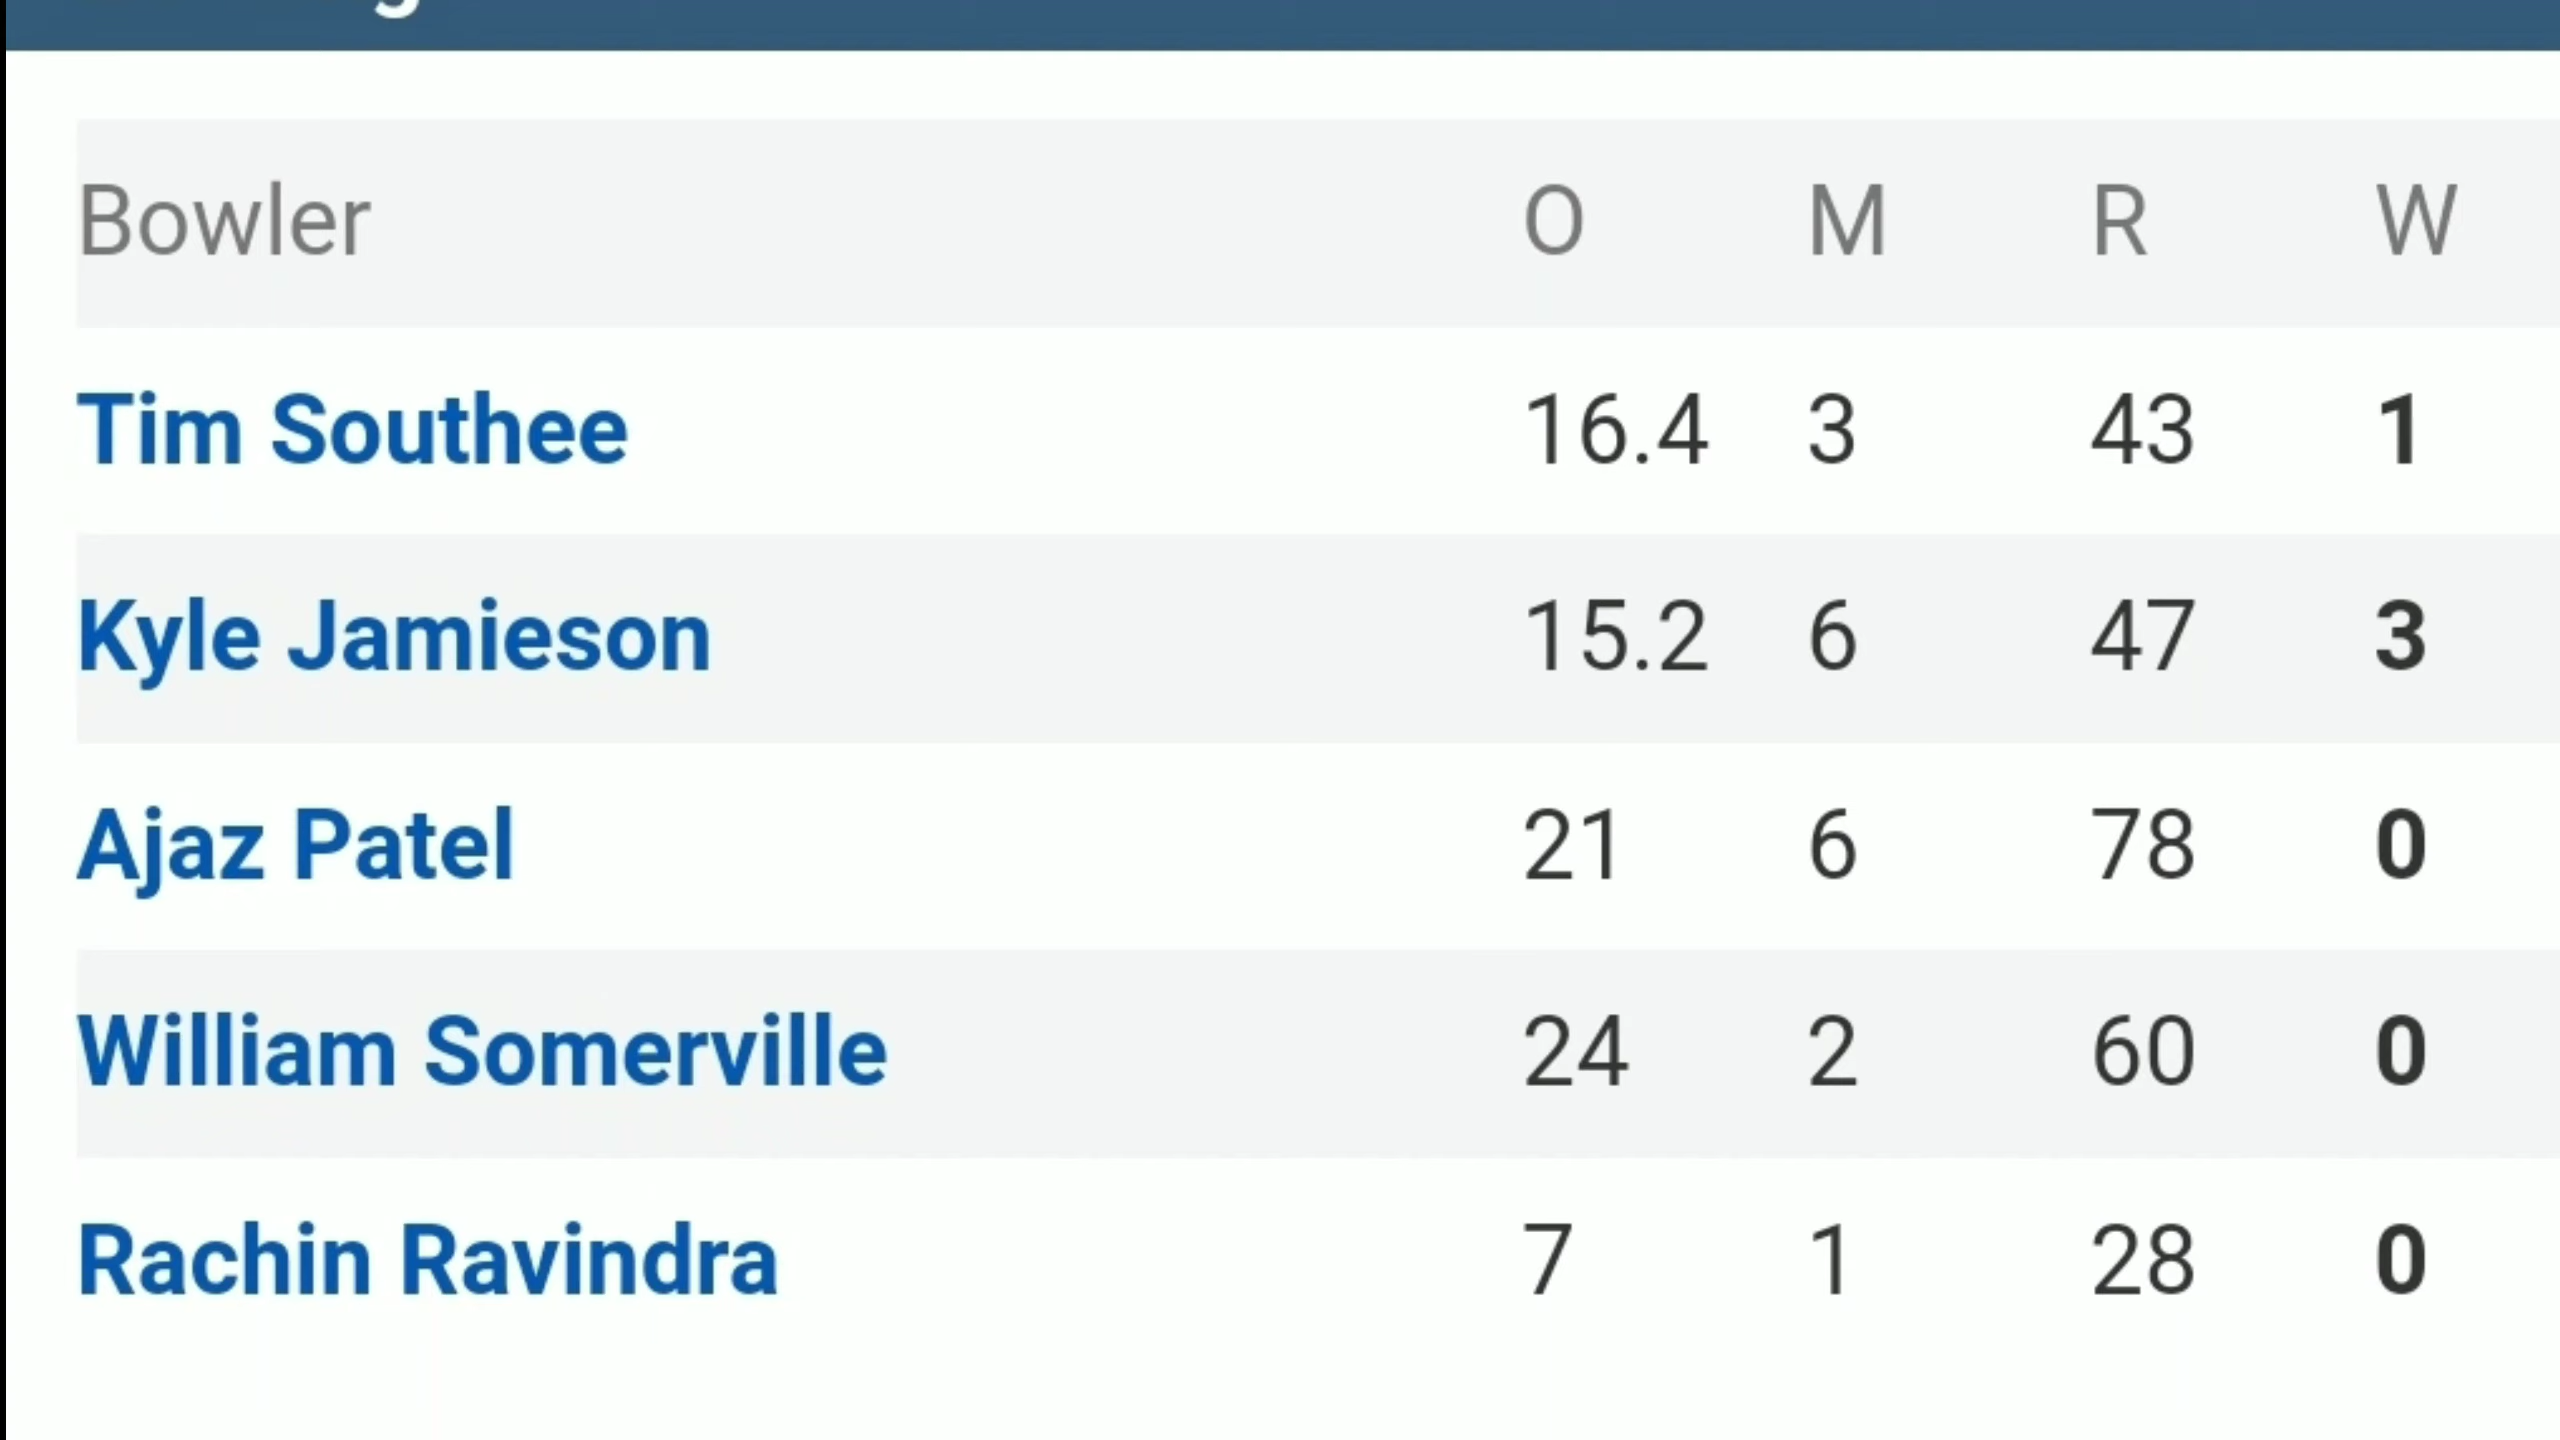 Bowler O M R W
Tim Southee 16.4 3 43 1
Kyle Jamieson 15.2 6 47 3
Ajaz Patel 21 6 78 0
William Somerville 24 2 60 0
Rachin Ravindra 7 1 28 0